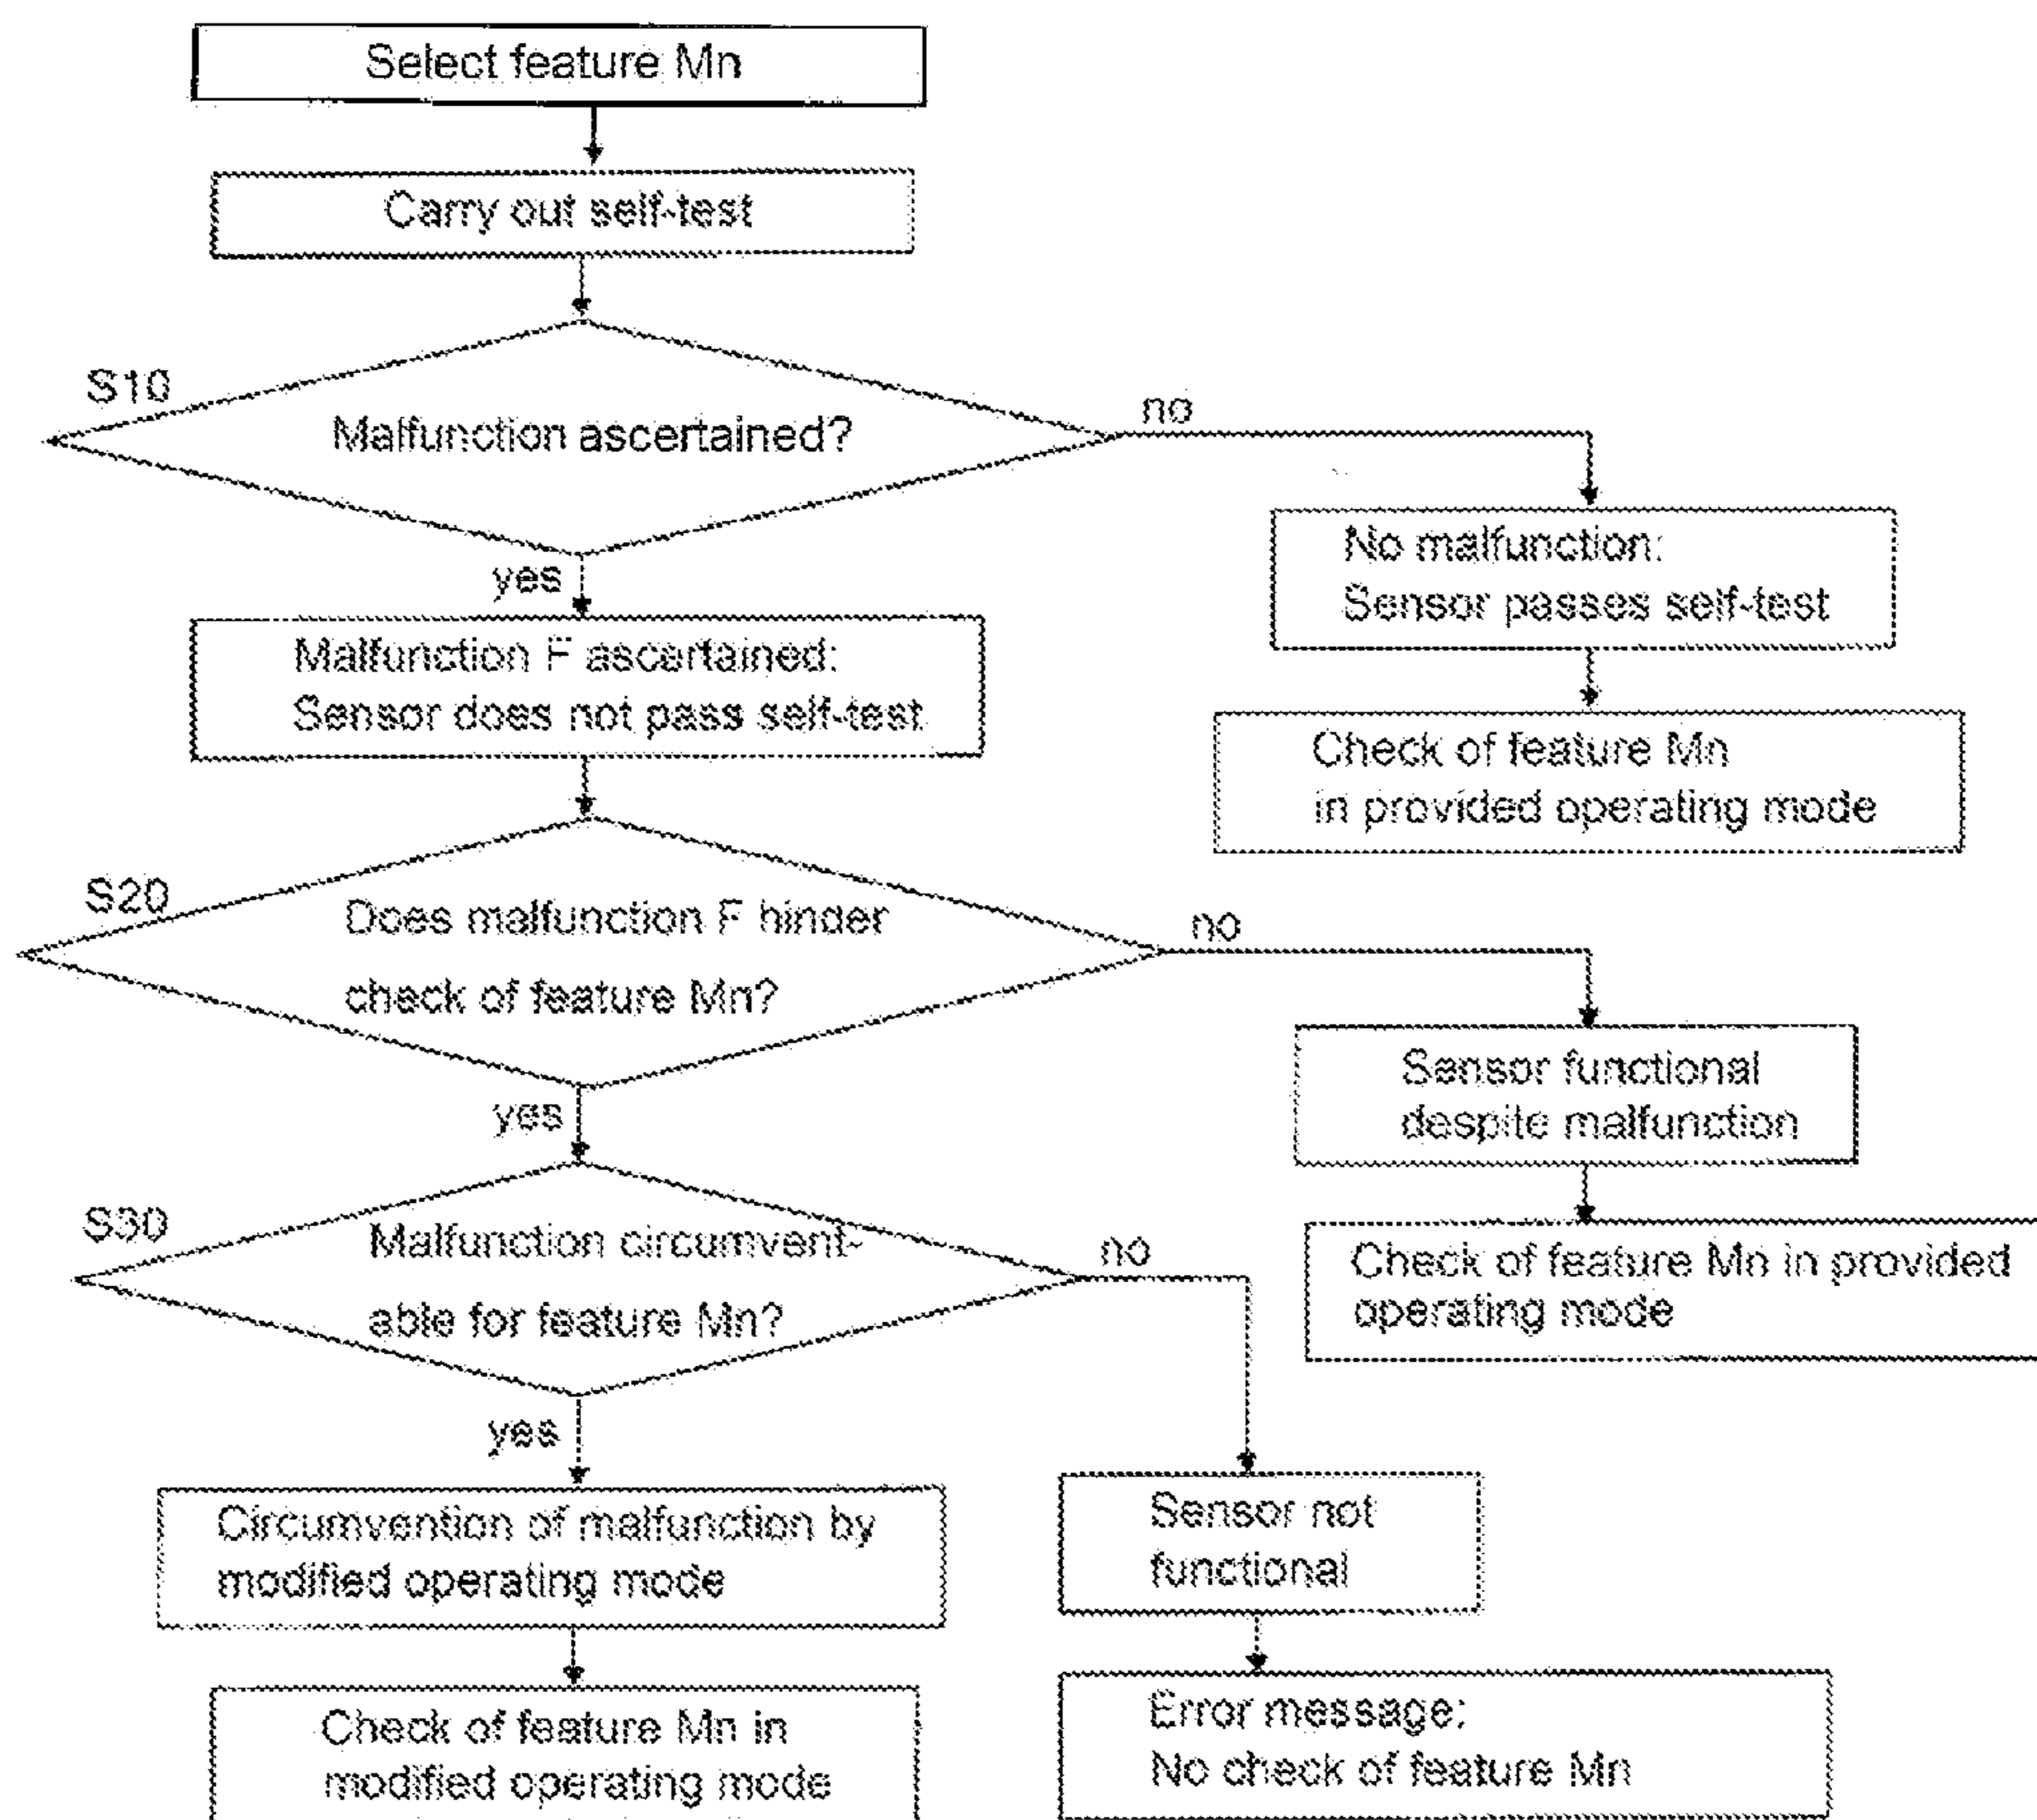 Select feature Mn
Carry out self-test
S10
Malfunction ascertained?
no
yes
No malfunction:
Sensor passes self-test
Malfunction F ascertained:
Sensor does not pass self-test
Check of feature Mn
in provided operating mode
S20
Does malfunction F hinder
check of feature Mn?
no
yes
Sensor functional
despite malfunction
Check of feature Mn in provided
operating mode
S30
Malfunction circumvent-
able for feature Mn?
no
yes
Circumvention of malfunction by
modified operating mode
Sensor not
functional
Check of feature Mn in
modified operating mode
Error message:
No check of feature Mn